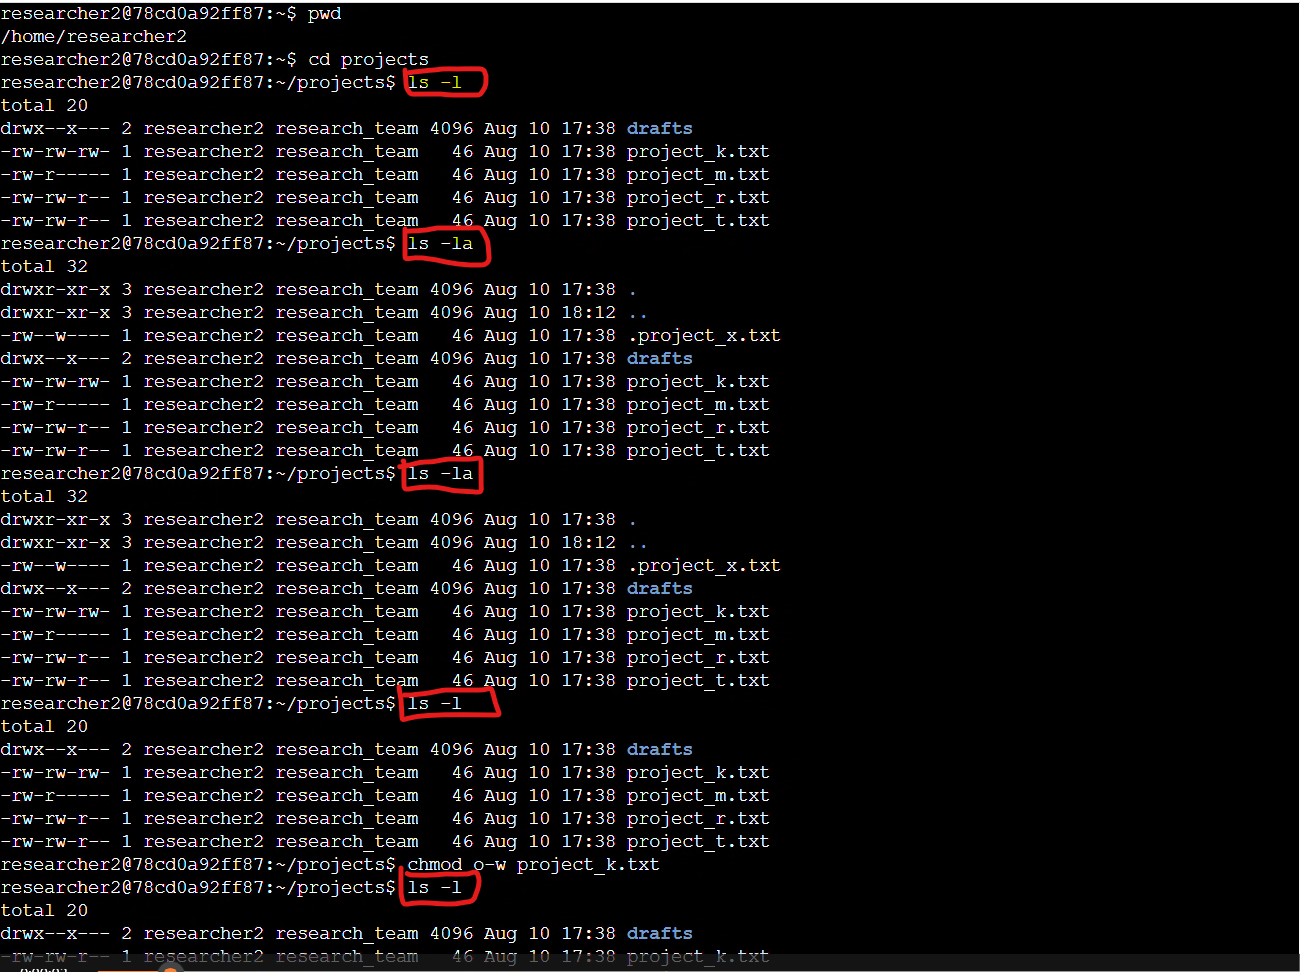 researcher2@78cd0a92ff87:~$ pwd
/home/researcher2
researcher2@78cd0a92ff87:~$ cd projects
researcher2@78cd0a92ff87:~/projects$ ls -l
total 20
drwx--x--- 2 researcher2 research_team 4096 Aug 10 17:38 drafts
-rw-rw-rw- 1 researcher2 research_team   46 Aug 10 17:38 project_k.txt
-rw-r----- 1 researcher2 research_team   46 Aug 10 17:38 project_m.txt
-rw-rw-r-- 1 researcher2 research_team   46 Aug 10 17:38 project_r.txt
-rw-rw-r-- 1 researcher2 research_team   46 Aug 10 17:38 project_t.txt
researcher2@78cd0a92ff87:~/projects$ ls -la
total 32
drwxr-xr-x 3 researcher2 research_team 4096 Aug 10 17:38 .
drwxr-xr-x 3 researcher2 research_team 4096 Aug 10 18:12 ..
-rw--w---- 1 researcher2 research_team   46 Aug 10 17:38 .project_x.txt
drwx--x--- 2 researcher2 research_team 4096 Aug 10 17:38 drafts
-rw-rw-rw- 1 researcher2 research_team   46 Aug 10 17:38 project_k.txt
-rw-r----- 1 researcher2 research_team   46 Aug 10 17:38 project_m.txt
-rw-rw-r-- 1 researcher2 research_team   46 Aug 10 17:38 project_r.txt
-rw-rw-r-- 1 researcher2 research_team   46 Aug 10 17:38 project_t.txt
researcher2@78cd0a92ff87:~/projects$ ls -la
total 32
drwxr-xr-x 3 researcher2 research_team 4096 Aug 10 17:38 .
drwxr-xr-x 3 researcher2 research_team 4096 Aug 10 18:12 ..
-rw--w---- 1 researcher2 research_team   46 Aug 10 17:38 .project_x.txt
drwx--x--- 2 researcher2 research_team 4096 Aug 10 17:38 drafts
-rw-rw-rw- 1 researcher2 research_team   46 Aug 10 17:38 project_k.txt
-rw-r----- 1 researcher2 research_team   46 Aug 10 17:38 project_m.txt
-rw-rw-r-- 1 researcher2 research_team   46 Aug 10 17:38 project_r.txt
-rw-rw-r-- 1 researcher2 research_team   46 Aug 10 17:38 project_t.txt
researcher2@78cd0a92ff87:~/projects$ ls -l
total 20
drwx--x--- 2 researcher2 research_team 4096 Aug 10 17:38 drafts
-rw-rw-rw- 1 researcher2 research_team   46 Aug 10 17:38 project_k.txt
-rw-r----- 1 researcher2 research_team   46 Aug 10 17:38 project_m.txt
-rw-rw-r-- 1 researcher2 research_team   46 Aug 10 17:38 project_r.txt
-rw-rw-r-- 1 researcher2 research_team   46 Aug 10 17:38 project_t.txt
researcher2@78cd0a92ff87:~/projects$ chmod o-w project_k.txt
researcher2@78cd0a92ff87:~/projects$ ls -l
total 20
drwx--x--- 2 researcher2 research_team 4096 Aug 10 17:38 drafts
-rw-rw-r-- 1 researcher2 research_team   46 Aug 10 17:38 project_k.txt